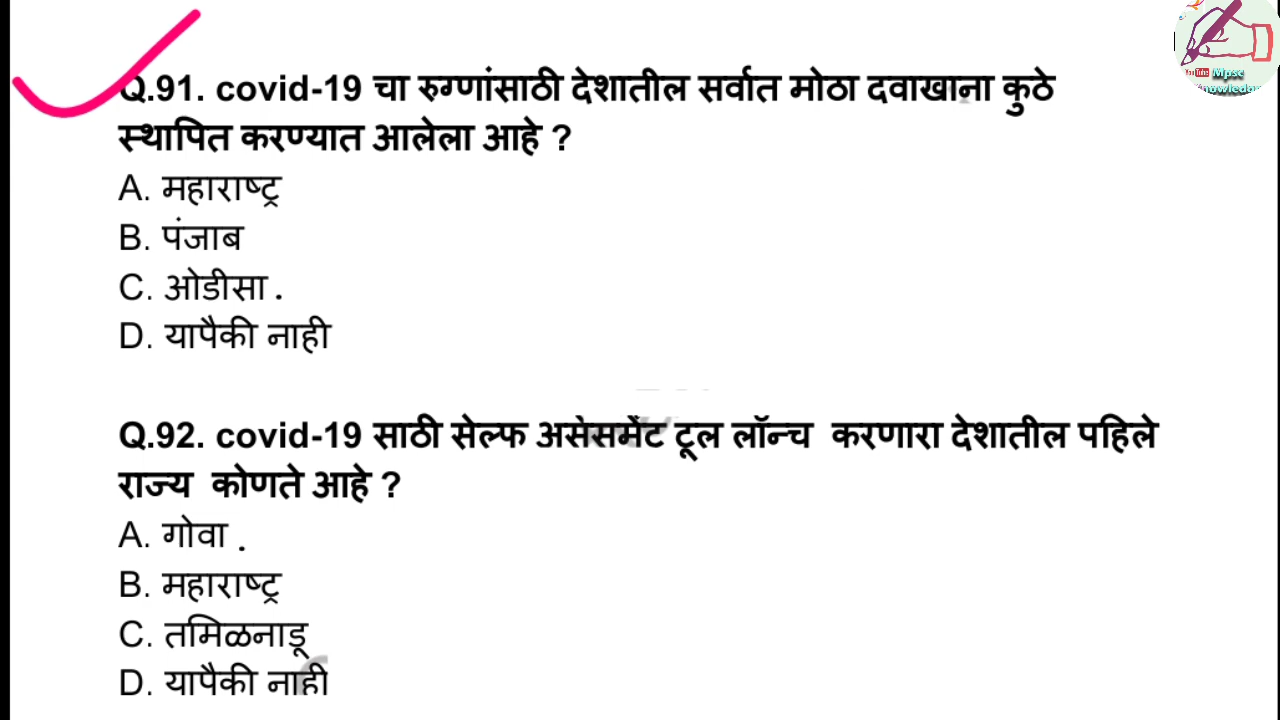 Q.91. covid-19 चा रुग्णांसाठी देशातील सर्वात मोठा दवाखाना कुठे
स्थापित करण्यात आलेला आहे ?
A. महाराष्ट्र
B. पंजाब
C. ओडीसा .
D. यापैकी नाही
Q.92. covid-19 साठी सेल्फ असेसमेंट टूल लॉन्च करणारा देशातील पहिले
राज्य कोणते आहे ?
A. गोवा .
B. महाराष्ट्र
C. तमिळनाडू
D. यापैकी नाही
Mpsc